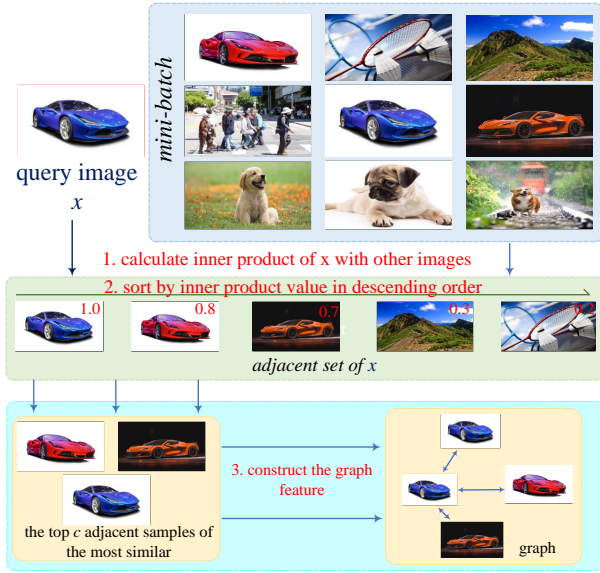 mini-batch
query image
x
1. calculate inner product of x with other images
2. sort by inner product value in descending order
1.0
0.8
0.7
0.3
0.2
adjacent set of x
3. construct the graph
feature
the top c adjacent samples of
the most similar
graph